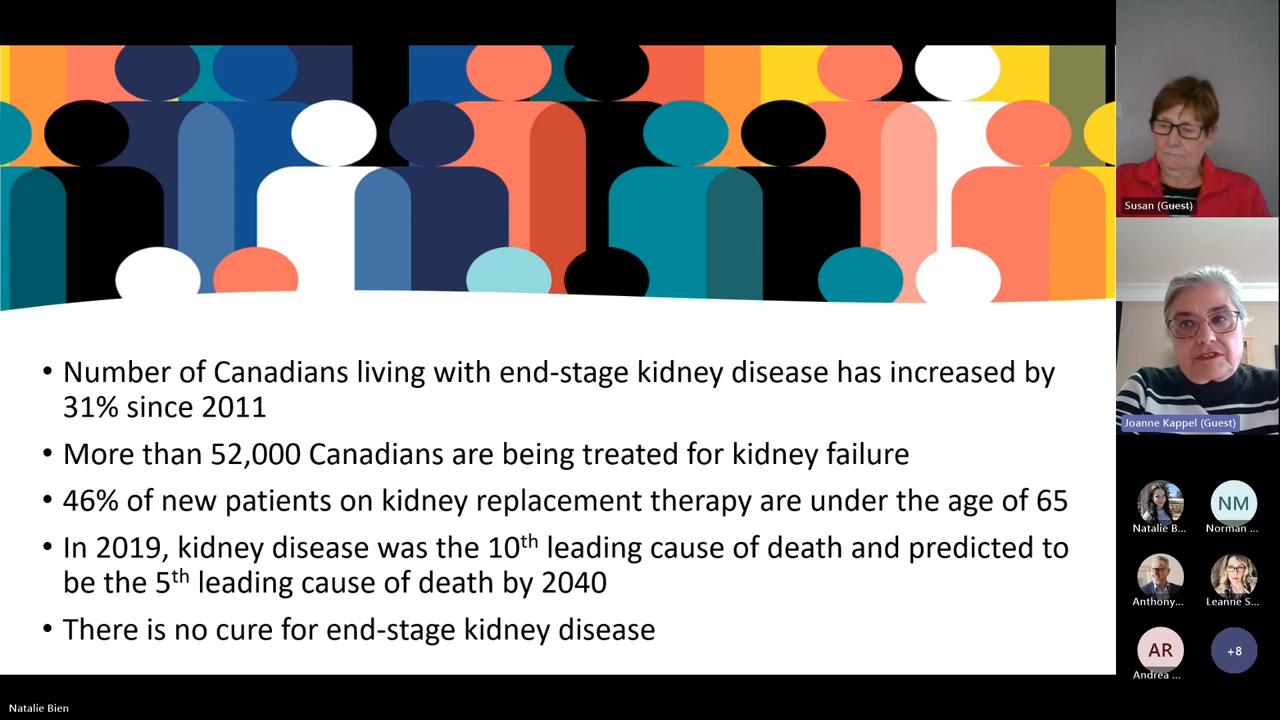 • Number of Canadians living with end-stage kidney disease has increased by
31% since 2011
• More than 52,000 Canadians are being treated for kidney failure
• 46% of new patients on kidney replacement therapy are under the age of 65
• In 2019, kidney disease was the 10th leading cause of death and predicted to
be the 5th leading cause of death by 2040
• There is no cure for end-stage kidney disease
Susan (Guest)
Joanne Kappel (Guest)
NM
Natalie B...
Norman ...
Anthony...
Leanne S...
AR
+8
Andrea ...
Natalie Bien